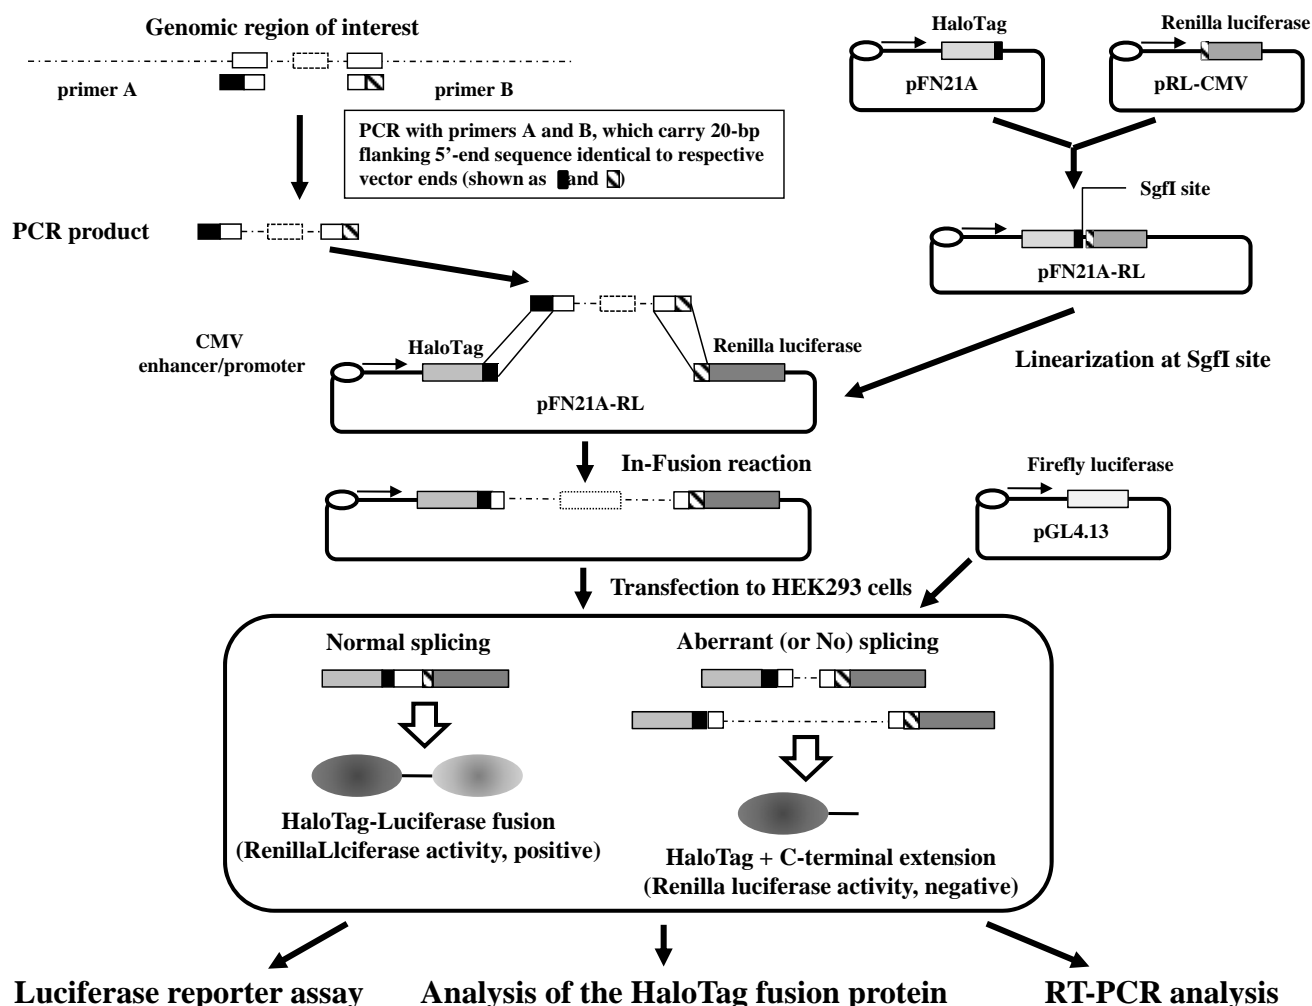 Genomic region of interest
primer A
primer B
PCR with primers A and B, which carry 20-bp
flanking 5’-end sequence identical to respective
vector ends (shown as and )
PCR product
HaloTag
pFN21A
Renilla luciferase
pRL-CMV
SgfI site
pFN21A-RL
Linearization at SgfI site
CMV
enhancer/promoter
HaloTag
Renilla luciferase
pFN21A-RL
In-Fusion reaction
Firefly luciferase
pGL4.13
Transfection to HEK293 cells
Normal splicing
HaloTag-Luciferase fusion
(RenillaLlciferase activity, positive)
Aberrant (or No) splicing
HaloTag + C-terminal extension
(Renilla luciferase activity, negative)
Luciferase reporter assay
Analysis of the HaloTag fusion protein
RT-PCR analysis